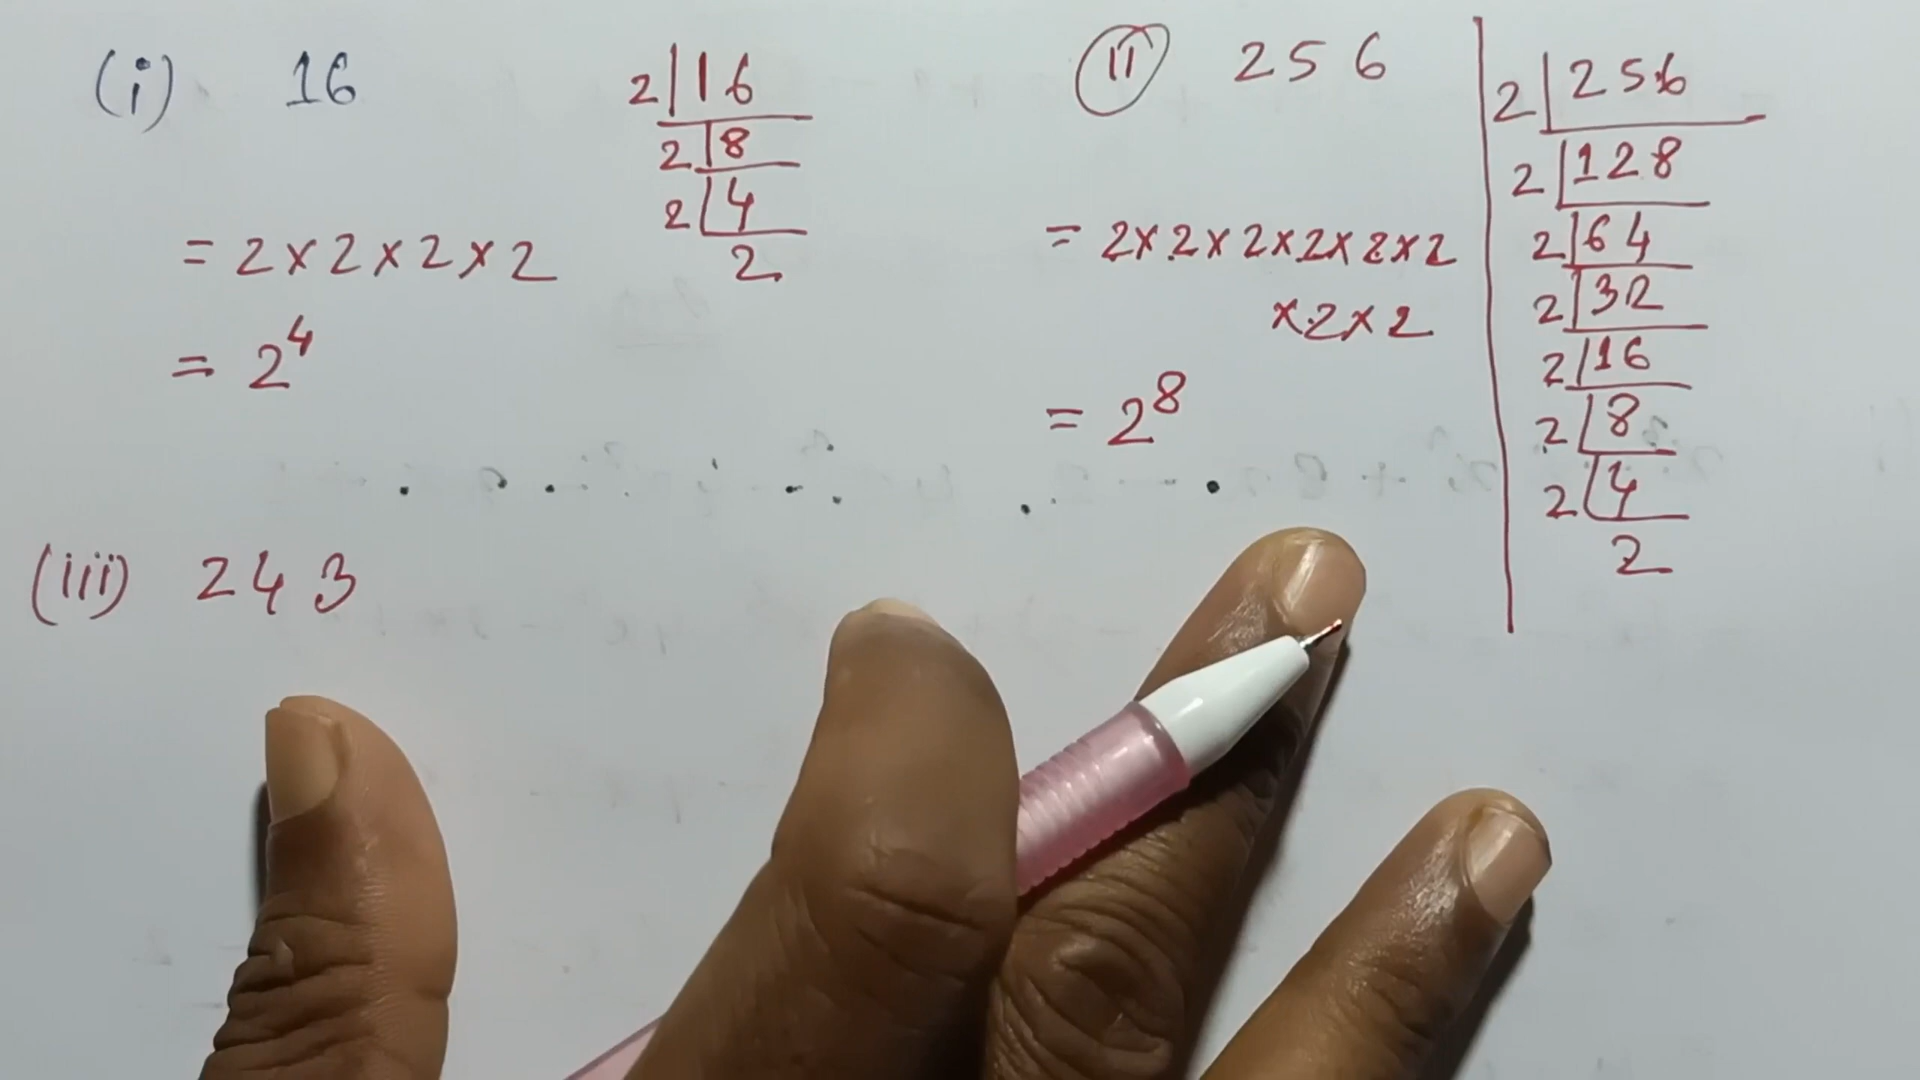 (i) 16
2 16
2 8
2 4
2
= 2 × 2 × 2 × 2
= 2⁴
(ii) 256
2 256
2 128
2 64
2 32
2 16
2 8
2 4
2
= 2 × 2 × 2 × 2 × 2 × 2
× 2 × 2
= 2⁸
(iii) 243